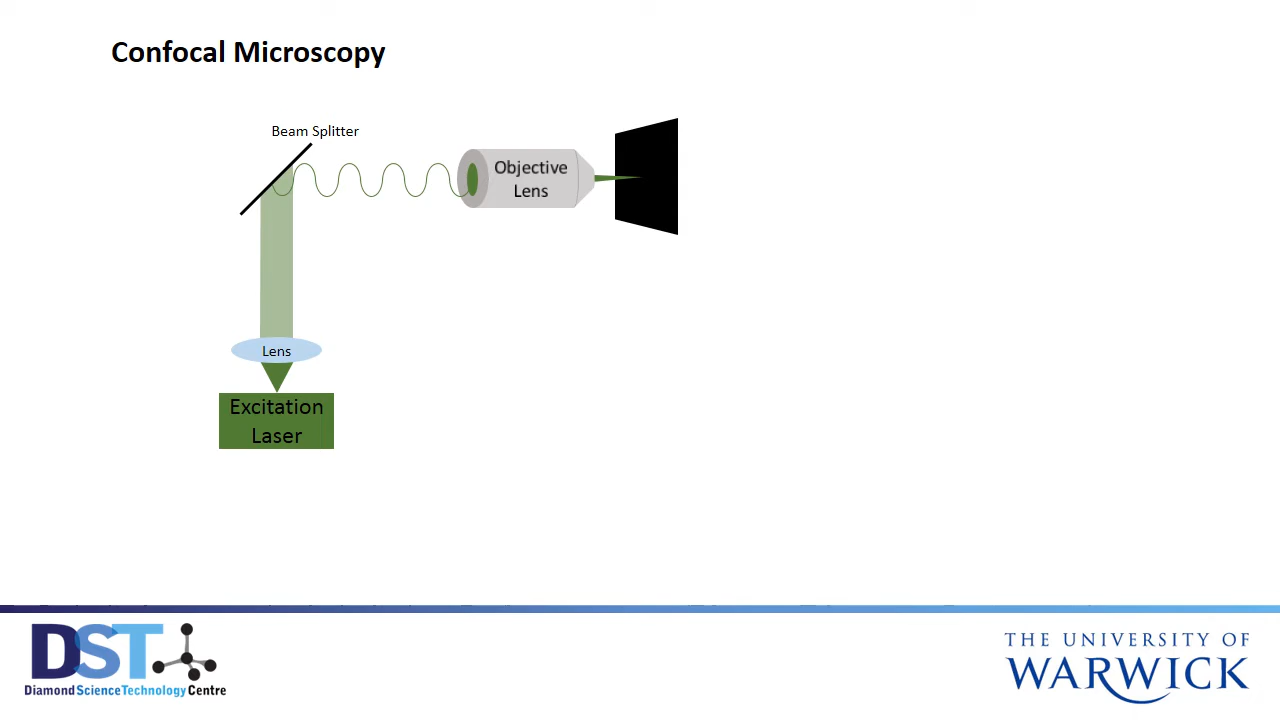 Confocal Microscopy
Beam Splitter
Objective
Lens
Lens
Excitation
Laser
DST
Diamond Science Technology Centre
THE UNIVERSITY OF
WARWICK